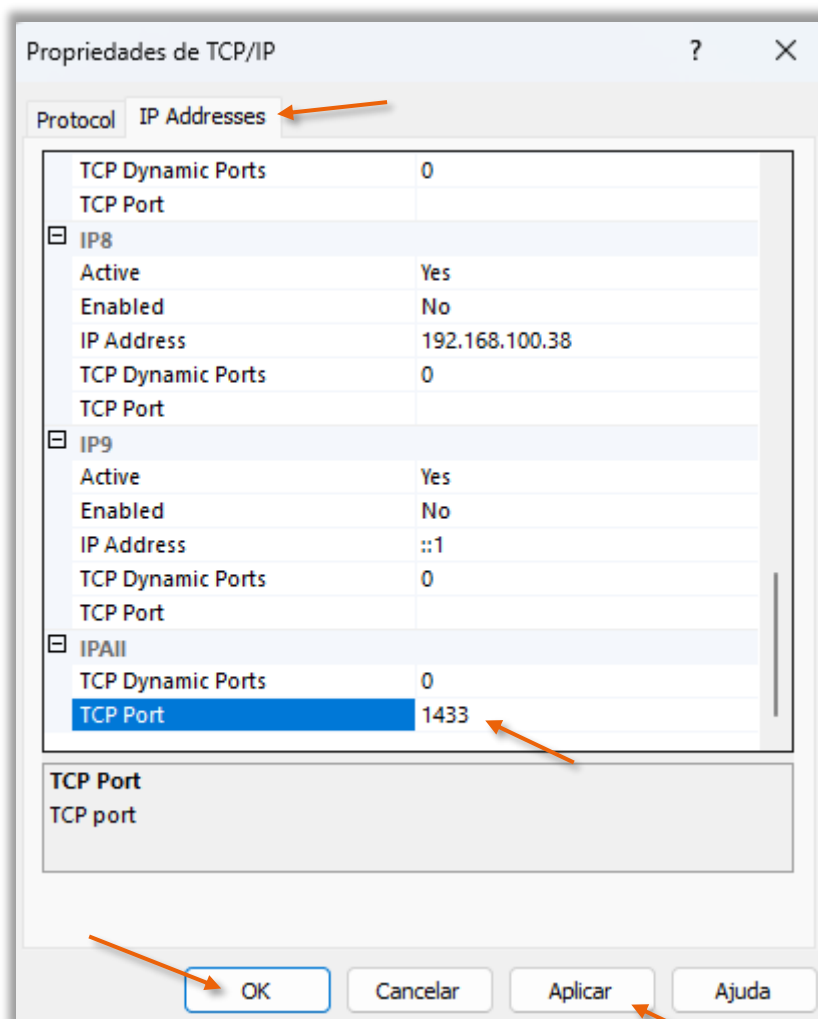 Propriedades de TCP/IP ? ×
Protocol IP Addresses
TCP Dynamic Ports 0
TCP Port
IP8
Active Yes
Enabled No
IP Address 192.168.100.38
TCP Dynamic Ports 0
TCP Port
IP9
Active Yes
Enabled No
IP Address ::1
TCP Dynamic Ports 0
TCP Port
IPAll
TCP Dynamic Ports 0
TCP Port 1433
TCP Port
TCP port
OK Cancelar Aplicar Ajuda